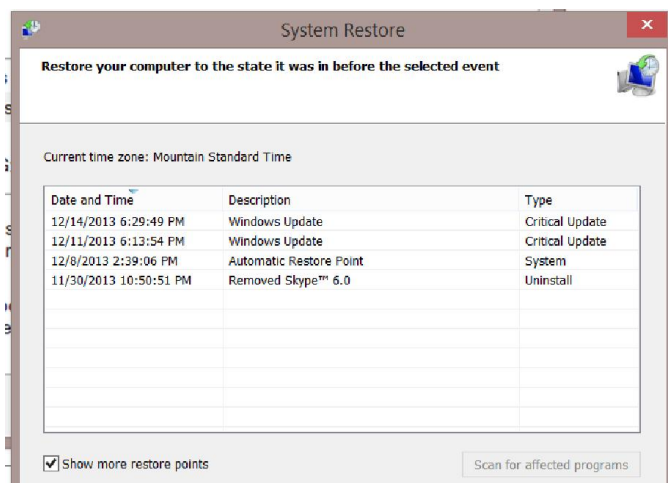 System Restore
Restore your computer to the state it was in before the selected event
Current time zone: Mountain Standard Time
Date and Time Description Type
12/14/2013 6:29:49 PM Windows Update Critical Update
12/11/2013 6:13:54 PM Windows Update Critical Update
12/8/2013 2:39:06 PM Automatic Restore Point System
11/30/2013 10:50:51 PM Removed Skype™ 6.0 Uninstall
Show more restore points Scan for affected programs